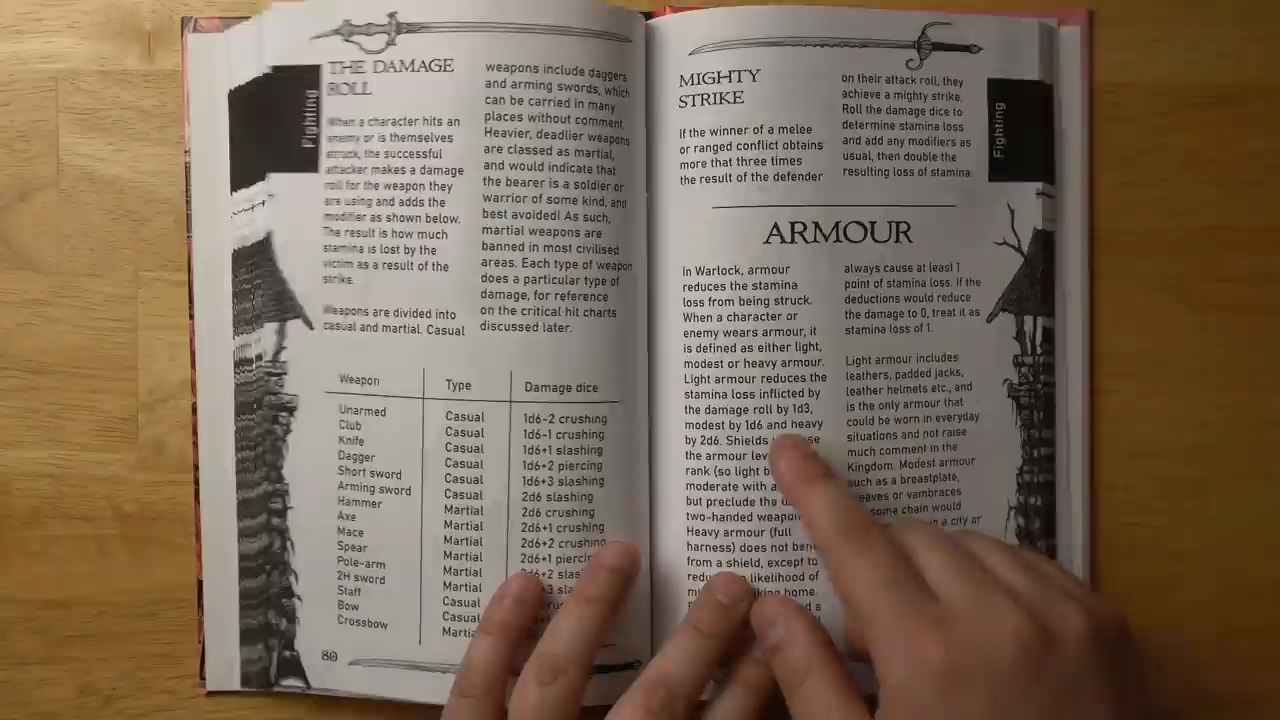 Fighting
THE DAMAGE
ROLL
When a character hits an
enemy or is themselves
struck, the successful
attacker makes a damage
roll for the weapon they
are using and adds the
modifier as shown below.
The result is how much
stamina is lost by the
victim as a result of the
strike.
Weapons are divided into
casual and martial. Casual
weapons include daggers
and arming swords, which
can be carried in many
places without comment.
Heavier, deadlier weapons
are classed as martial,
and would indicate that
the bearer is a soldier or
warrior of some kind, and
best avoided! As such,
martial weapons are
banned in most civilised
areas. Each type of weapon
does a particular type of
damage, for reference
on the critical hit charts
discussed later.
Weapon Type Damage dice
Unarmed Casual 1d6-2 crushing
Club Casual 1d6-1 crushing
Knife Casual 1d6+1 slashing
Dagger Casual 1d6+2 piercing
Short sword Casual 1d6+3 slashing
Arming sword Casual 2d6 slashing
Hammer Martial 2d6 crushing
Axe Martial 2d6+1 crushing
Mace Martial 2d6+2 crushing
Spear Martial 2d6+1 piercing
Pole-arm Martial
2H sword Martial
Staff Casual
Bow Casual
Crossbow
80
MIGHTY
STRIKE
If the winner of a melee
or ranged conflict obtains
more that three times
the result of the defender
on their attack roll, they
achieve a mighty strike.
Roll the damage dice to
determine stamina loss
and add any modifiers as
usual, then double the
resulting loss of stamina.
Fighting
ARMOUR
In Warlock, armour
reduces the stamina
loss from being struck.
When a character or
enemy wears armour, it
is defined as either light,
modest or heavy armour.
Light armour reduces the
stamina loss inflicted by
the damage roll by 1d3,
modest by 1d6 and heavy
by 2d6. Shields
the armour
rank (so light
moderate with a
but preclude the
two-handed
Heavy armour (full
harness) does not
from a shield, except to
likelihood of
home
a
always cause at least 1
point of stamina loss. If the
deductions would reduce
the damage to 0, treat it as
stamina loss of 1.
Light armour includes
leathers, padded jacks,
leather helmets etc., and
is the only armour that
could be worn in everyday
situations and not raise
much comment in the
Kingdom. Modest armour
such as a breastplate,
or vambraces
some chain would
a city or